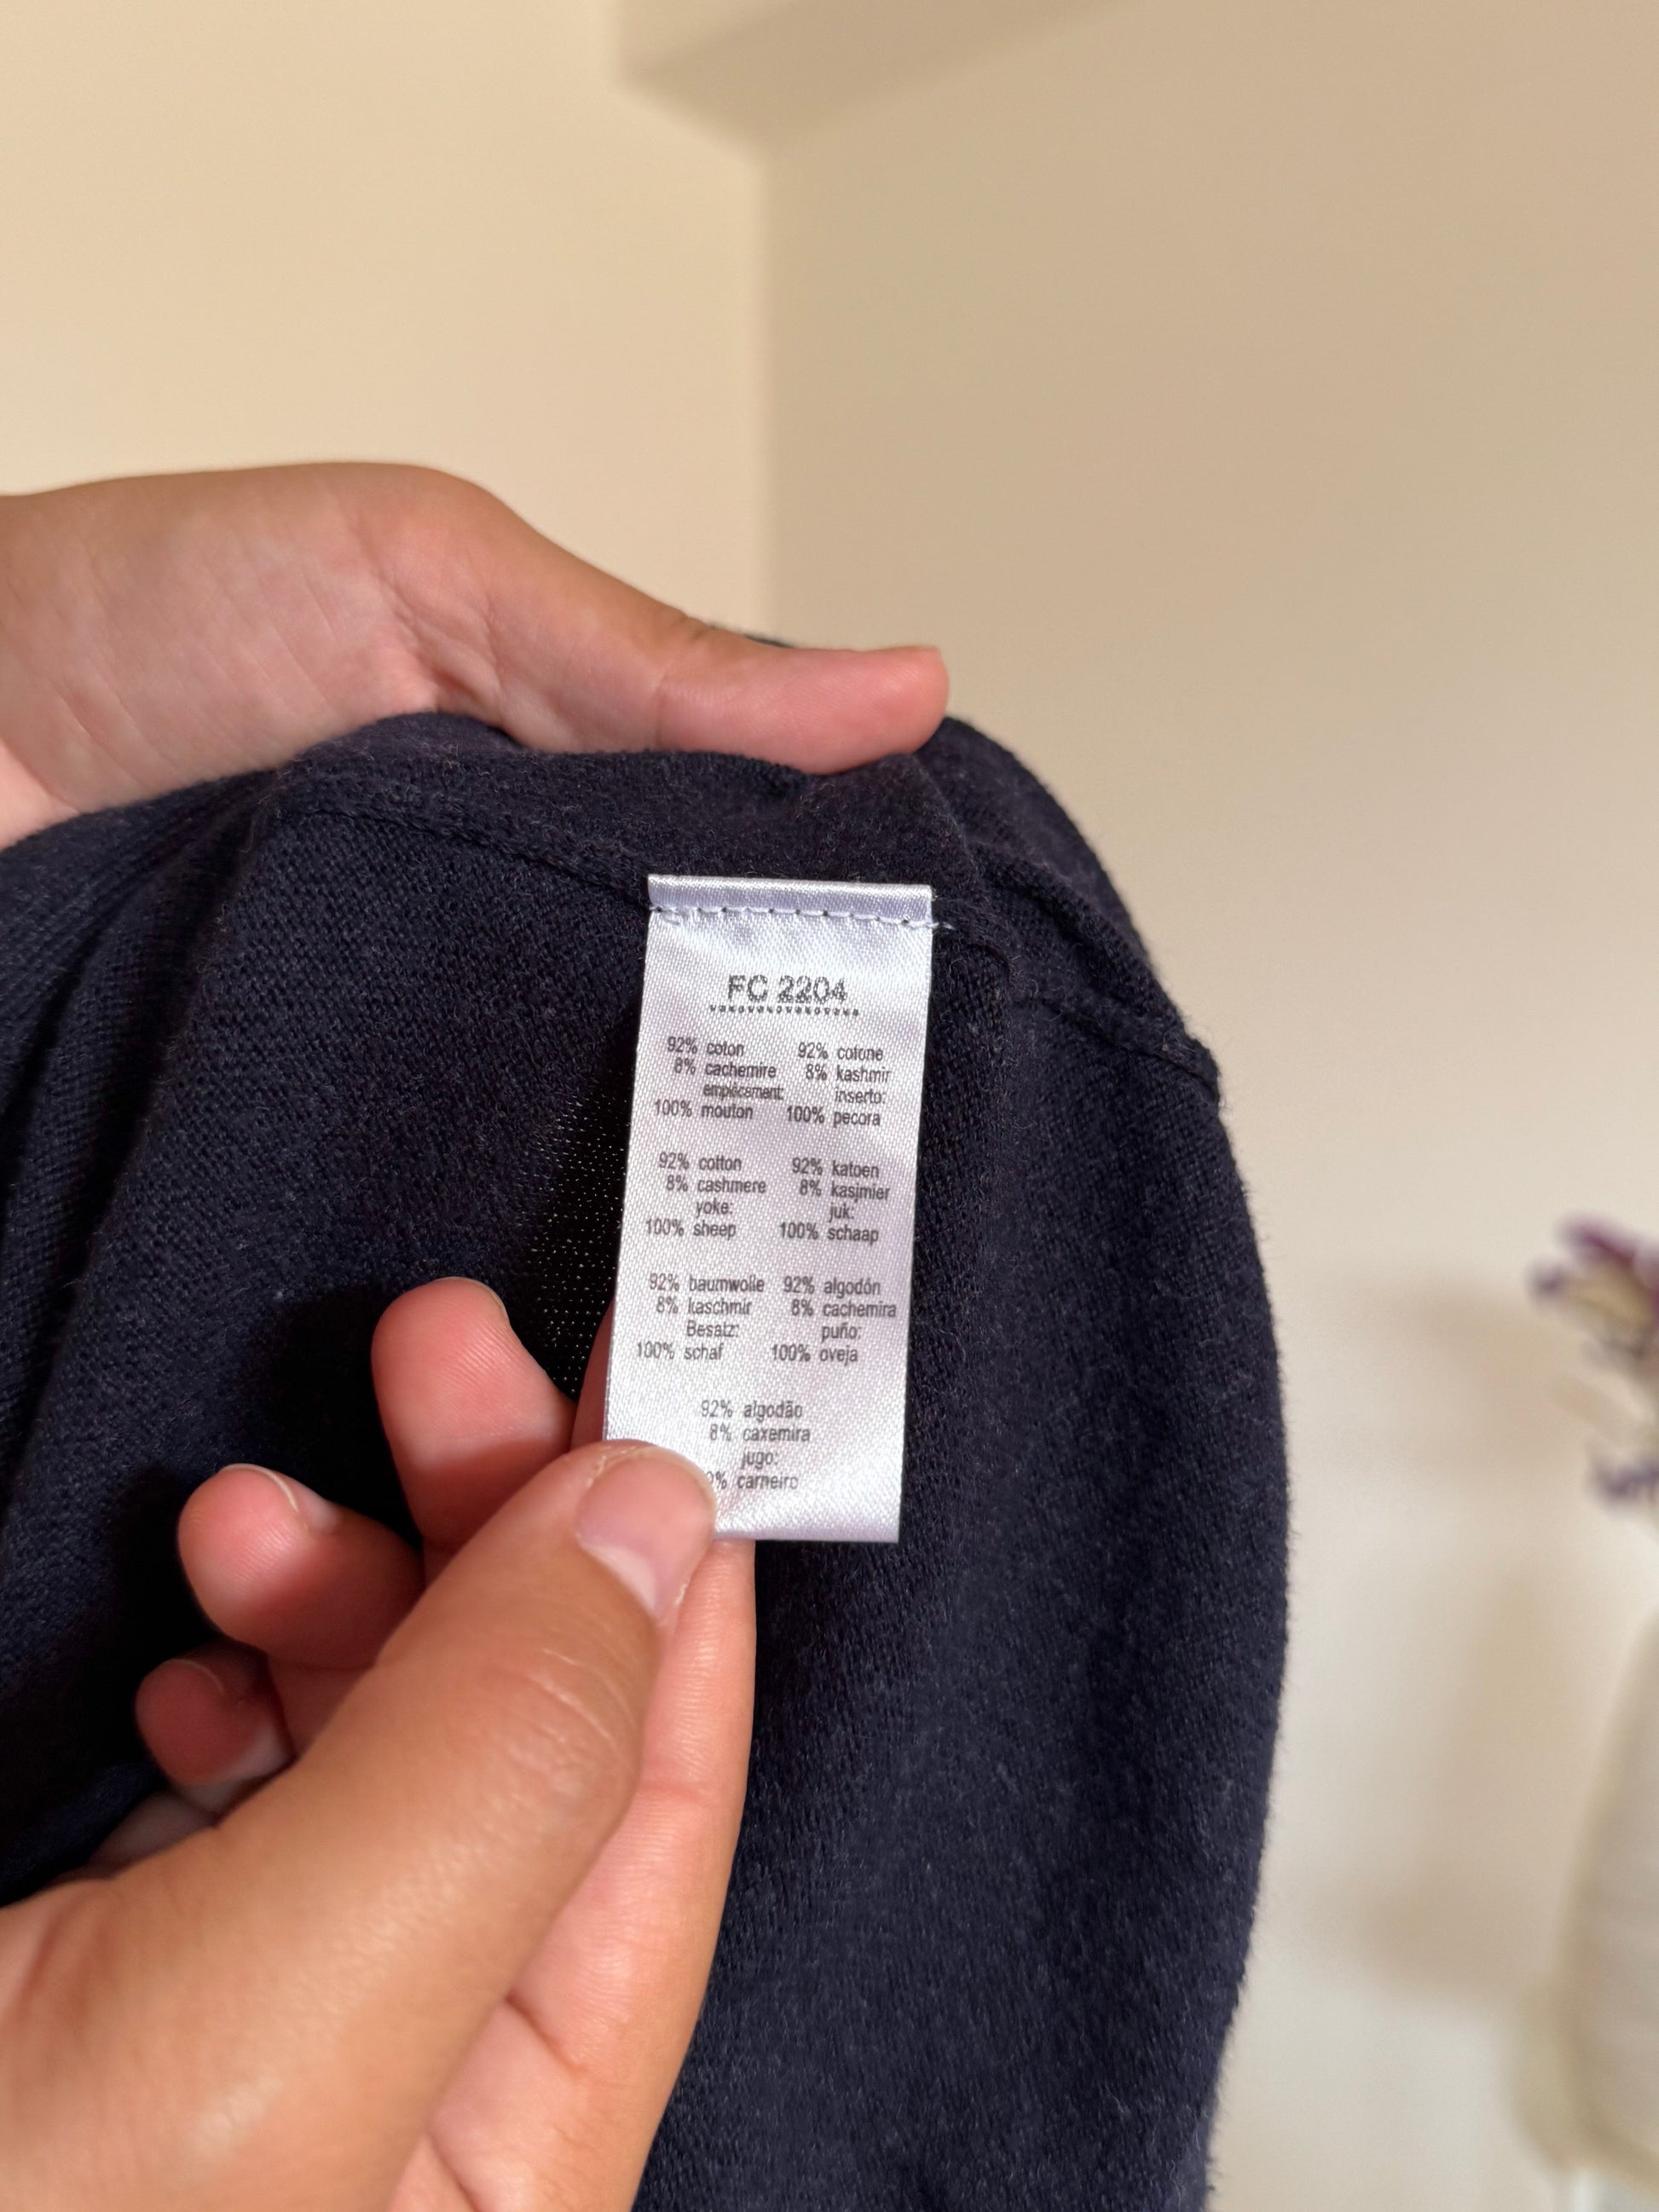 FC 2204
92% coton
8% cachemire
empiècement:
100% mouton
92% cotone
8% kashmir
inserto:
100% pecora
92% cotton
8% cashmere
yoke:
100% sheep
92% katoen
8% kasjmier
juk:
100% schaap
92% baumwolle
8% kaschmir
Besatz:
100% schaf
92% algodón
8% cachemira
puño:
100% oveja
92% algodão
8% caxemira
jugo:
0% carneiro